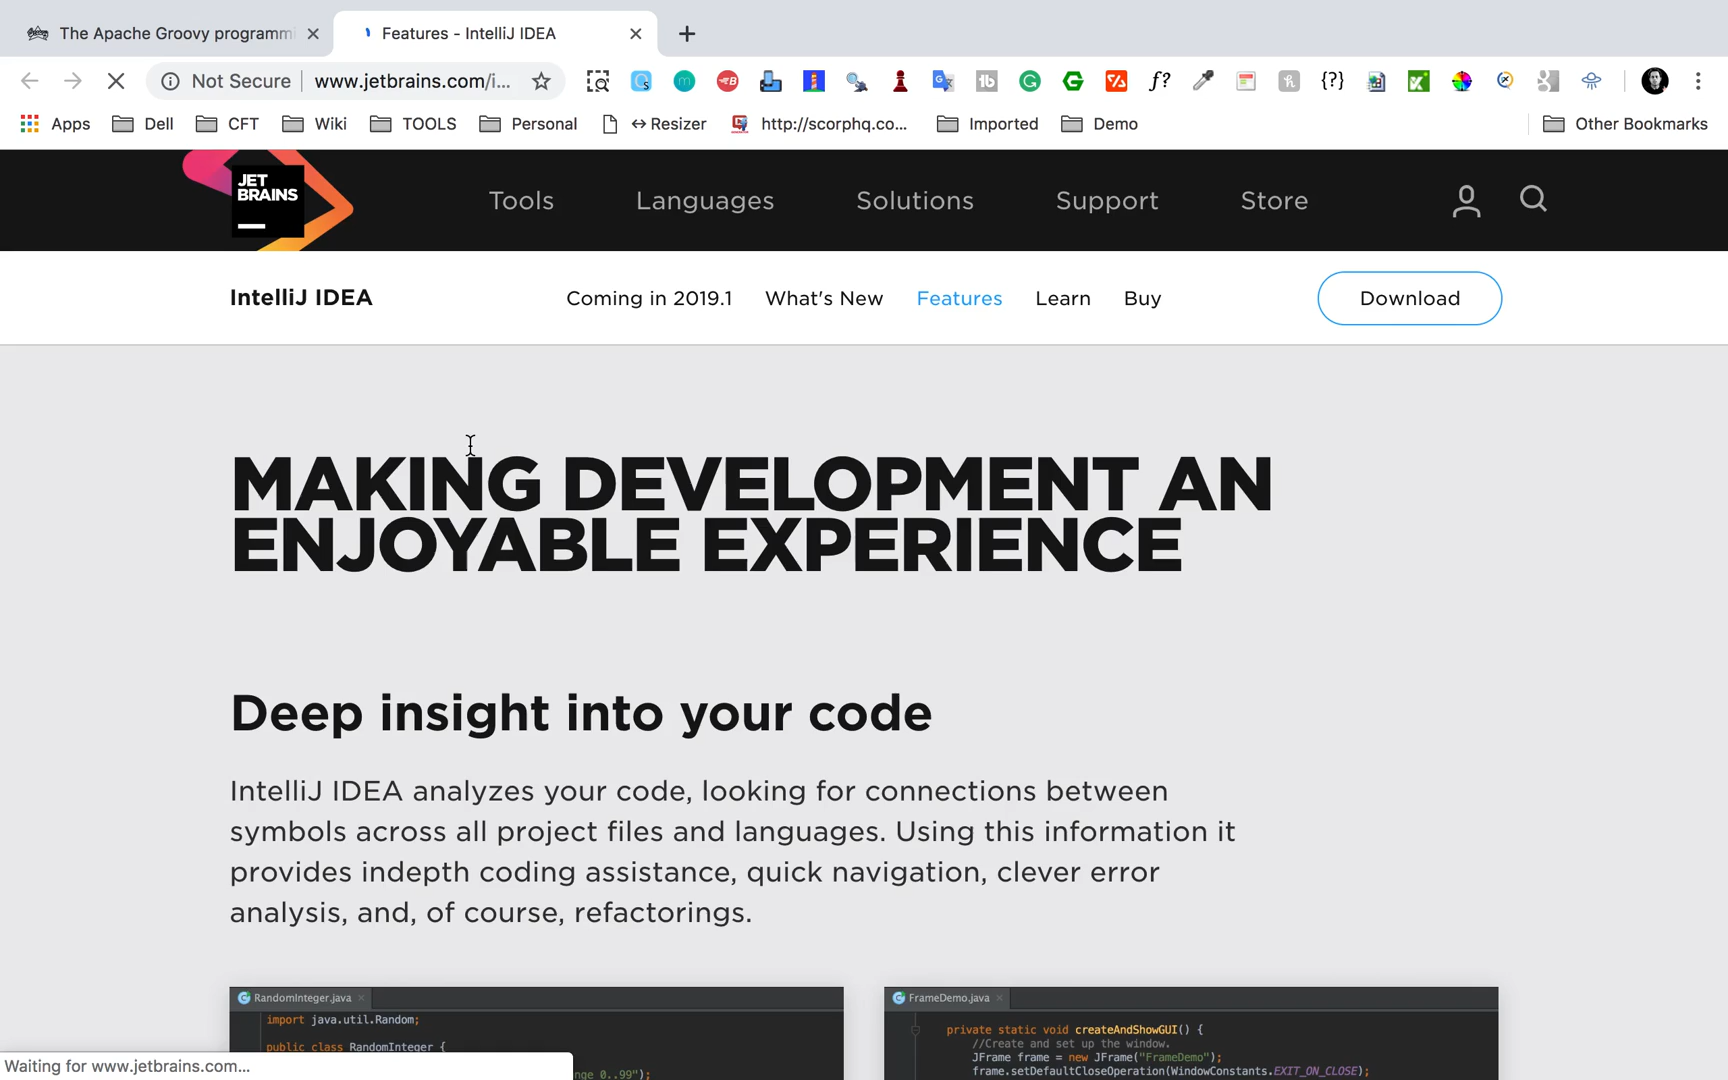 The Apache Groovy programmi
Features - IntelliJ IDEA
Not Secure
www.jetbrains.com/i...
Apps
Dell
CFT
Wiki
TOOLS
Personal
↔Resizer
http://scorphq.co...
Imported
Demo
Other Bookmarks
JET
BRAINS
Tools
Languages
Solutions
Support
Store
IntelliJ IDEA
Coming in 2019.1
What's New
Features
Learn
Buy
Download
MAKING DEVELOPMENT AN
ENJOYABLE EXPERIENCE
Deep insight into your code
IntelliJ IDEA analyzes your code, looking for connections between
symbols across all project files and languages. Using this information it
provides indepth coding assistance, quick navigation, clever error
analysis, and, of course, refactorings.
RandomInteger.java
import java.util.Random;
public class RandomInteger {
nge 0..99");
FrameDemo.java
private static void createAndShowGUI() {
//Create and set up the window.
JFrame frame = new JFrame("FrameDemo");
frame.setDefaultCloseOperation(WindowConstants.EXIT_ON_CLOSE);
Waiting for www.jetbrains.com...